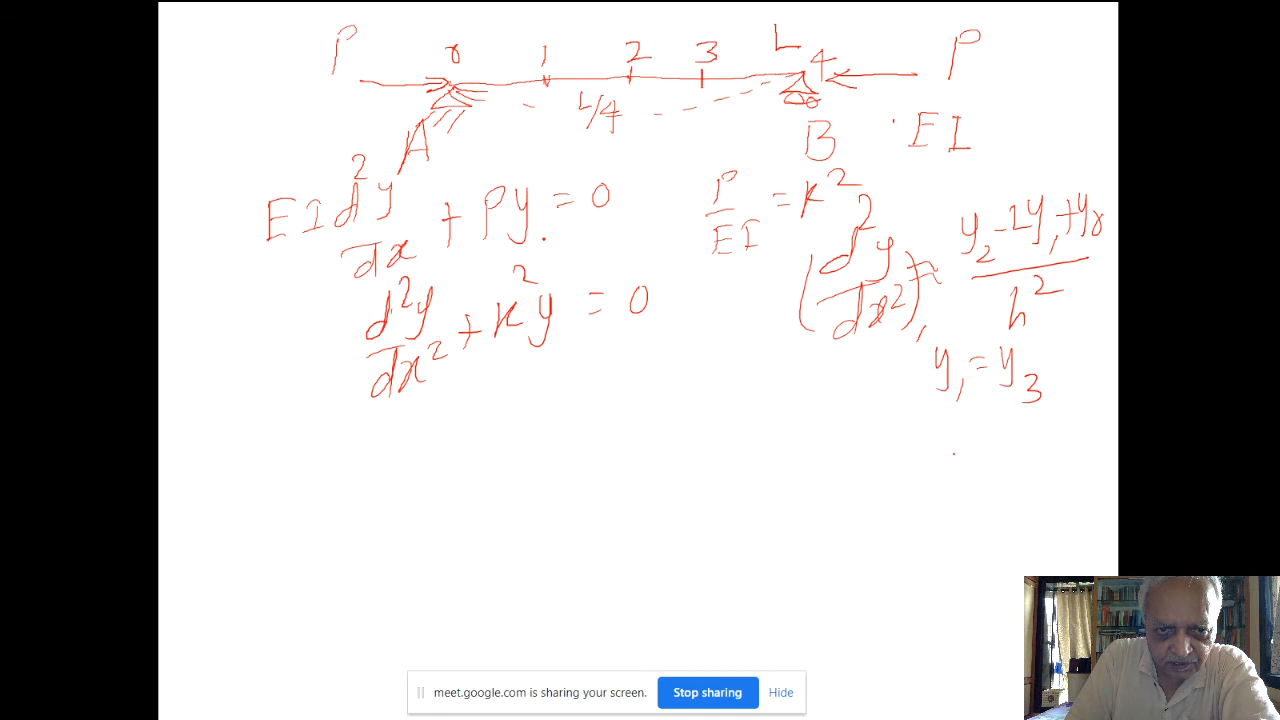 P 0 1 2 3 L 4 P
L/4
A B EI
EI d²y/dx + Py = 0
P/EI = K²
d²y/dx² + K²y = 0
(d²y/dx²)₁ ≈ (y₂ - 2y₁ + y₀)/h²
y₁ = y₃
meet.google.com is sharing your screen. Stop sharing Hide